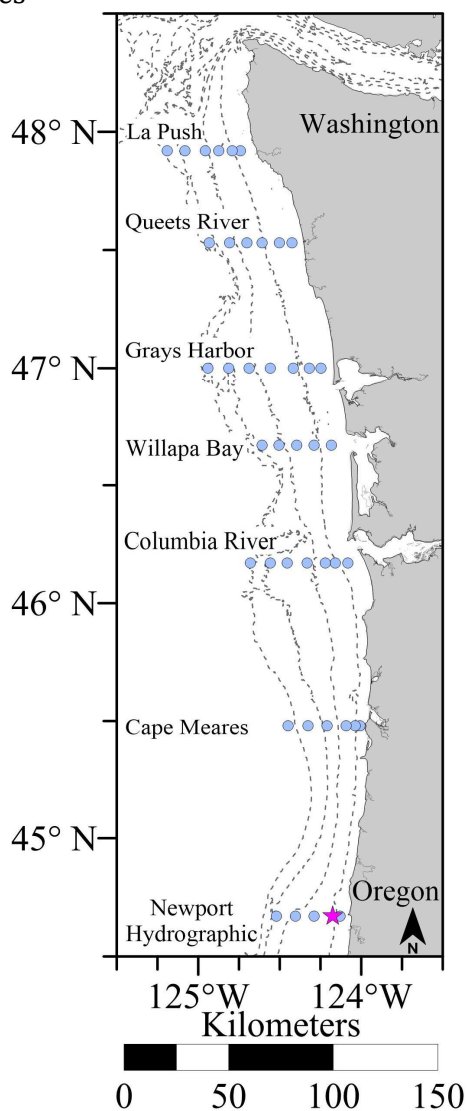 es
La Push
Washington
48° N
Queets River
Grays Harbor
47° N
Willapa Bay
Columbia River
46° N
Cape Meares
45° N
Oregon
Newport
Hydrographic
N
125°W 124°W
Kilometers
0 50 100 150